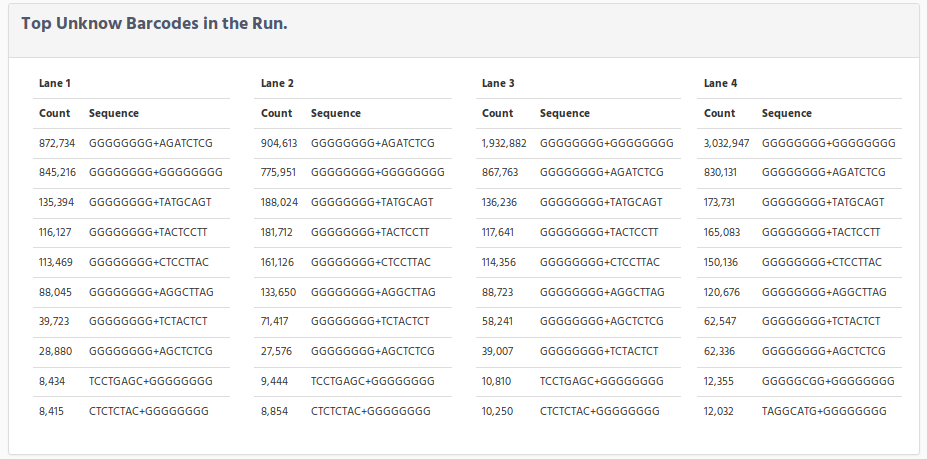 Top Unknow Barcodes in the Run.
Lane 1 Lane 2 Lane 3 Lane 4
Count Sequence Count Sequence Count Sequence Count Sequence
872,734 GGGGGGGG+AGATCTCG 904,613 GGGGGGGG+AGATCTCG 1,932,882 GGGGGGGG+GGGGGGGG 3,032,947 GGGGGGGG+GGGGGGGG
845,216 GGGGGGGG+GGGGGGGG 775,951 GGGGGGGG+GGGGGGGG 867,763 GGGGGGGG+AGATCTCG 830,131 GGGGGGGG+AGATCTCG
135,394 GGGGGGGG+TATGCAGT 188,024 GGGGGGGG+TATGCAGT 136,236 GGGGGGGG+TATGCAGT 173,731 GGGGGGGG+TATGCAGT
116,127 GGGGGGGG+TACTCCTT 181,712 GGGGGGGG+TACTCCTT 117,641 GGGGGGGG+TACTCCTT 165,083 GGGGGGGG+TACTCCTT
113,469 GGGGGGGG+CTCCTTAC 161,126 GGGGGGGG+CTCCTTAC 114,356 GGGGGGGG+CTCCTTAC 150,136 GGGGGGGG+CTCCTTAC
88,045 GGGGGGGG+AGGCTTAG 133,650 GGGGGGGG+AGGCTTAG 88,723 GGGGGGGG+AGGCTTAG 120,676 GGGGGGGG+AGGCTTAG
39,723 GGGGGGGG+TCTACTCT 71,417 GGGGGGGG+TCTACTCT 58,241 GGGGGGGG+AGCTCTCG 62,547 GGGGGGGG+TCTACTCT
28,880 GGGGGGGG+AGCTCTCG 27,576 GGGGGGGG+AGCTCTCG 39,007 GGGGGGGG+TCTACTCT 62,336 GGGGGGGG+AGCTCTCG
8,434 TCCTGAGC+GGGGGGGG 9,444 TCCTGAGC+GGGGGGGG 10,810 TCCTGAGC+GGGGGGGG 12,355 GGGGGCGG+GGGGGGGG
8,415 CTCTCTAC+GGGGGGGG 8,854 CTCTCTAC+GGGGGGGG 10,250 CTCTCTAC+GGGGGGGG 12,032 TAGGCATG+GGGGGGGG